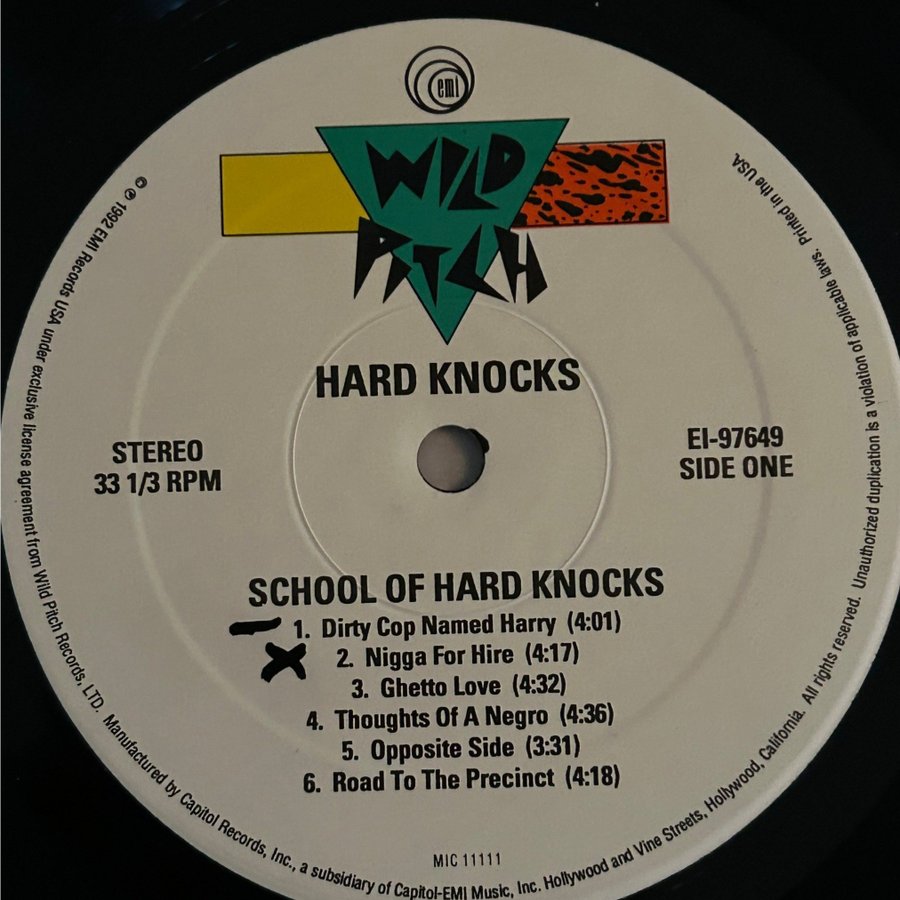 emi
WILD
PITCH
HARD KNOCKS
STEREO
33 1/3 RPM
EI-97649
SIDE ONE
SCHOOL OF HARD KNOCKS
1. Dirty Cop Named Harry (4:01)
2. Nigga For Hire (4:17)
3. Ghetto Love (4:32)
4. Thoughts Of A Negro (4:36)
5. Opposite Side (3:31)
6. Road To The Precinct (4:18)
MIC 11111
© ℗ 1992 EMI Records USA under exclusive license agreement from Wild Pitch Records, LTD. Manufactured by Capitol Records, Inc., a subsidiary of Capitol-EMI Music, Inc. Hollywood and Vine Streets, Hollywood, California. All rights reserved. Unauthorized duplication is a violation of applicable laws. Printed in the USA.